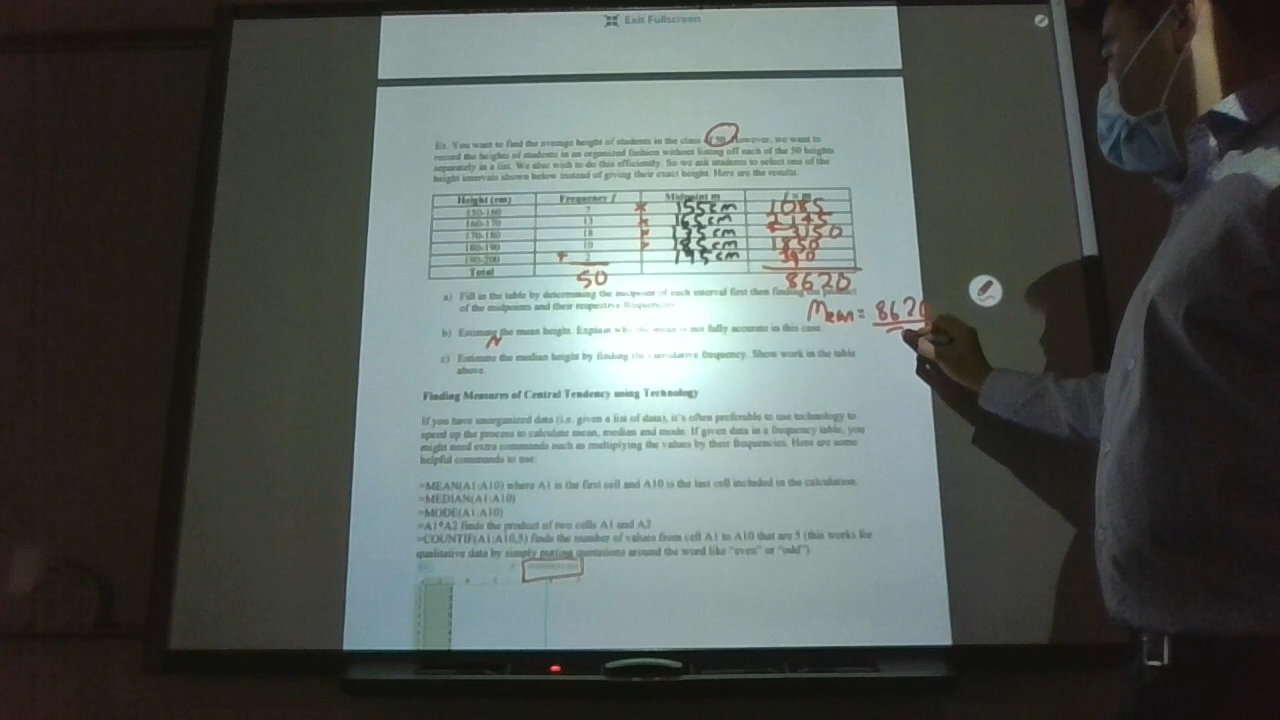 Exit Fullscreen
Ex. You want to find the average height of students in the class of 50. However, we want to
record the heights of students in an organized fashion without listing off each of the 50 heights
separately in a list. We also wish to do this efficiently. So we ask students to select one of the
height intervals shown below instead of giving their exact height. Here are the results.
Height (cm) Frequency f Midpoint m f × m
150-160 7 155cm 1085
160-170 13 165cm 2145
170-180 18 175cm 3150
180-190 10 185cm 1850
190-200 2 195cm 390
Total 50 8620
a) Fill in the table by determining the midpoint of each interval first then finding the product
of the midpoints and their respective frequencies.
Mean = 8620
b) Estimate the mean height. Explain why the mean is not fully accurate in this case.
c) Estimate the median height by finding the cumulative frequency. Show work in the table
above.
Finding Measures of Central Tendency using Technology
If you have unorganized data (i.e. given a list of data), it's often preferable to use technology to
speed up the process to calculate mean, median and mode. If given data in a frequency table, you
might need extra commands such as multiplying the values by their frequencies. Here are some
helpful commands to use:
=MEAN(A1:A10) where A1 is the first cell and A10 is the last cell included in the calculation.
=MEDIAN(A1:A10)
=MODE(A1:A10)
=A1*A2 finds the product of two cells A1 and A2
=COUNTIF(A1:A10,5) finds the number of values from cell A1 to A10 that are 5 (this works for
qualitative data by simply putting quotations around the word like "even" or "odd")